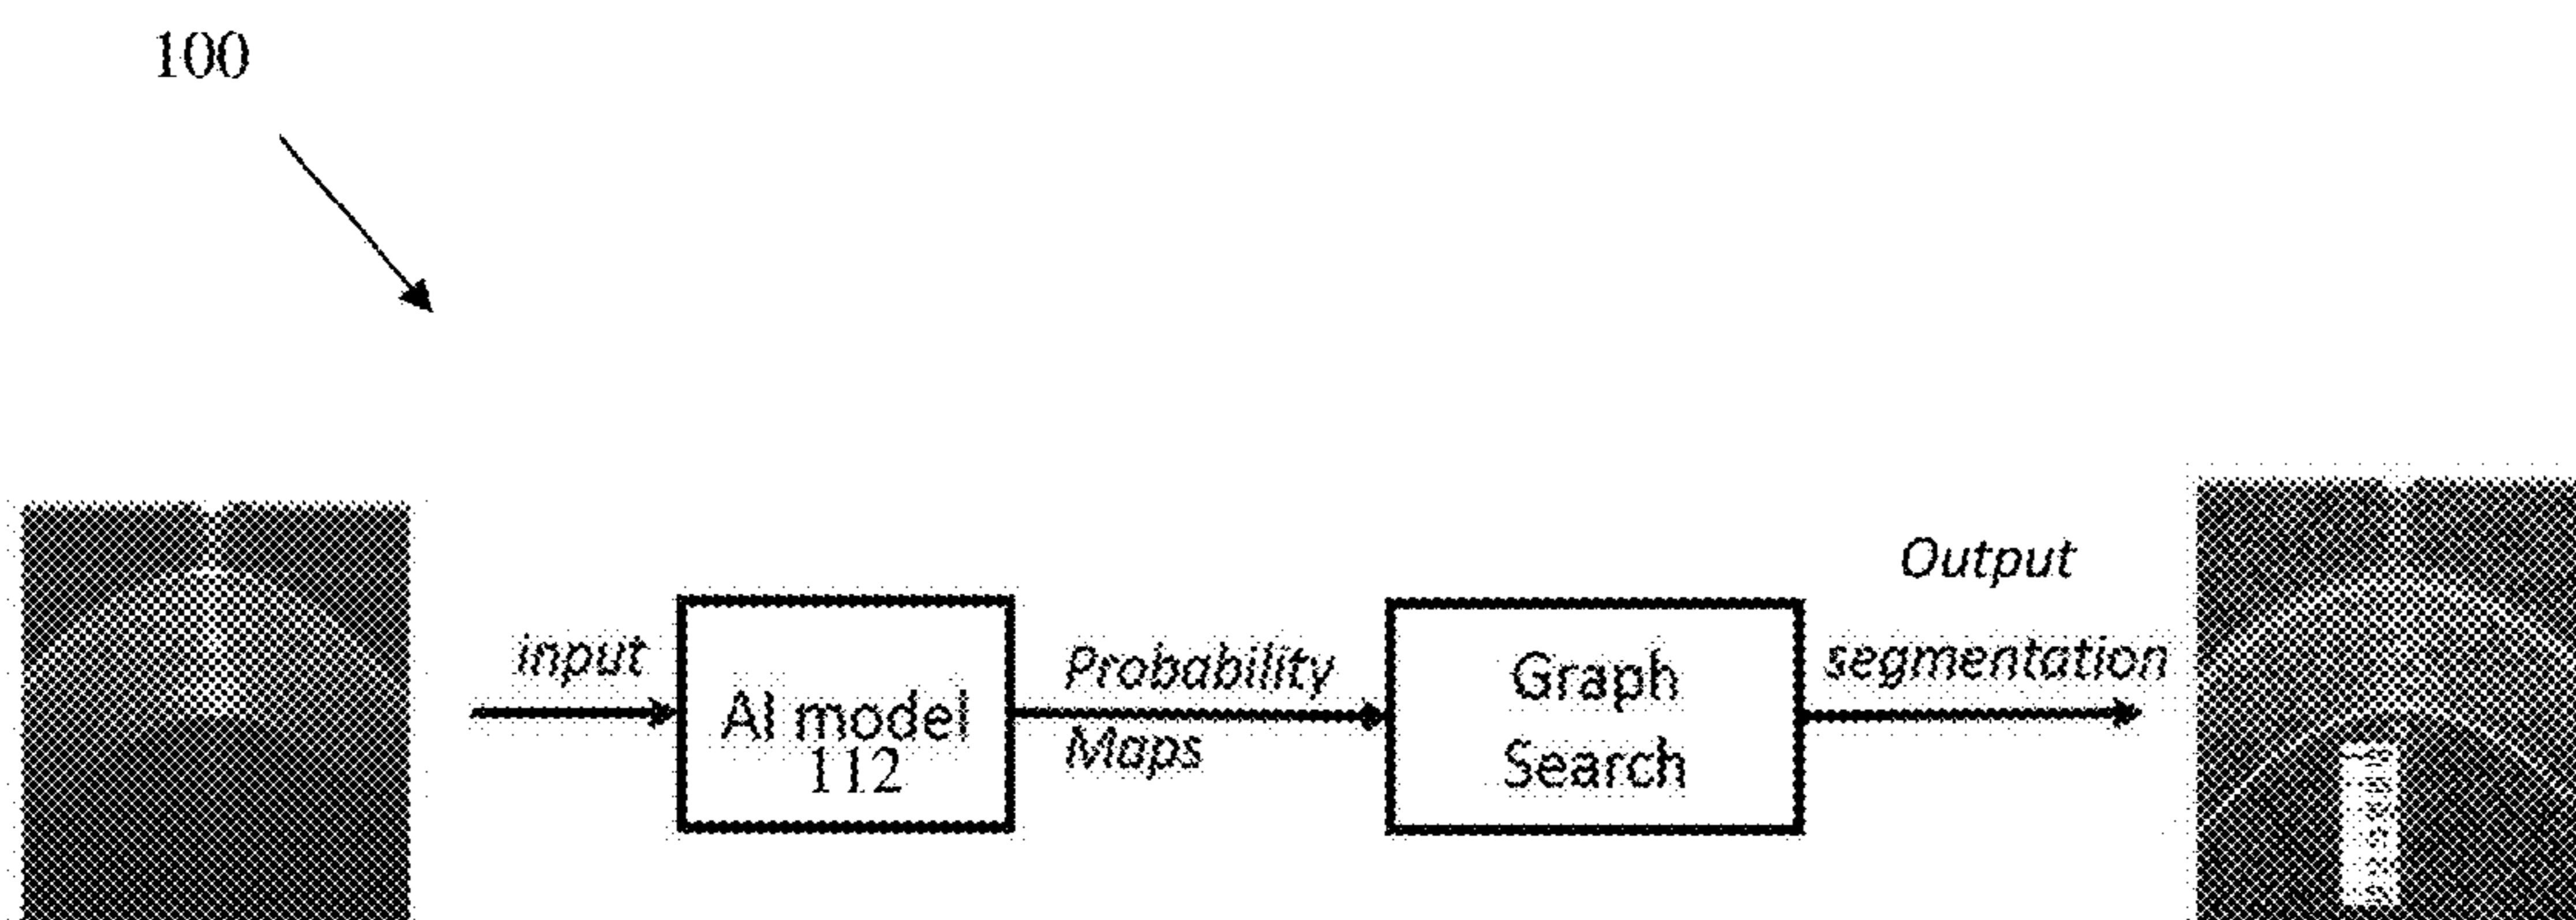 100
input
AI model
112
Probability
Maps
Graph
Search
Output
segmentation